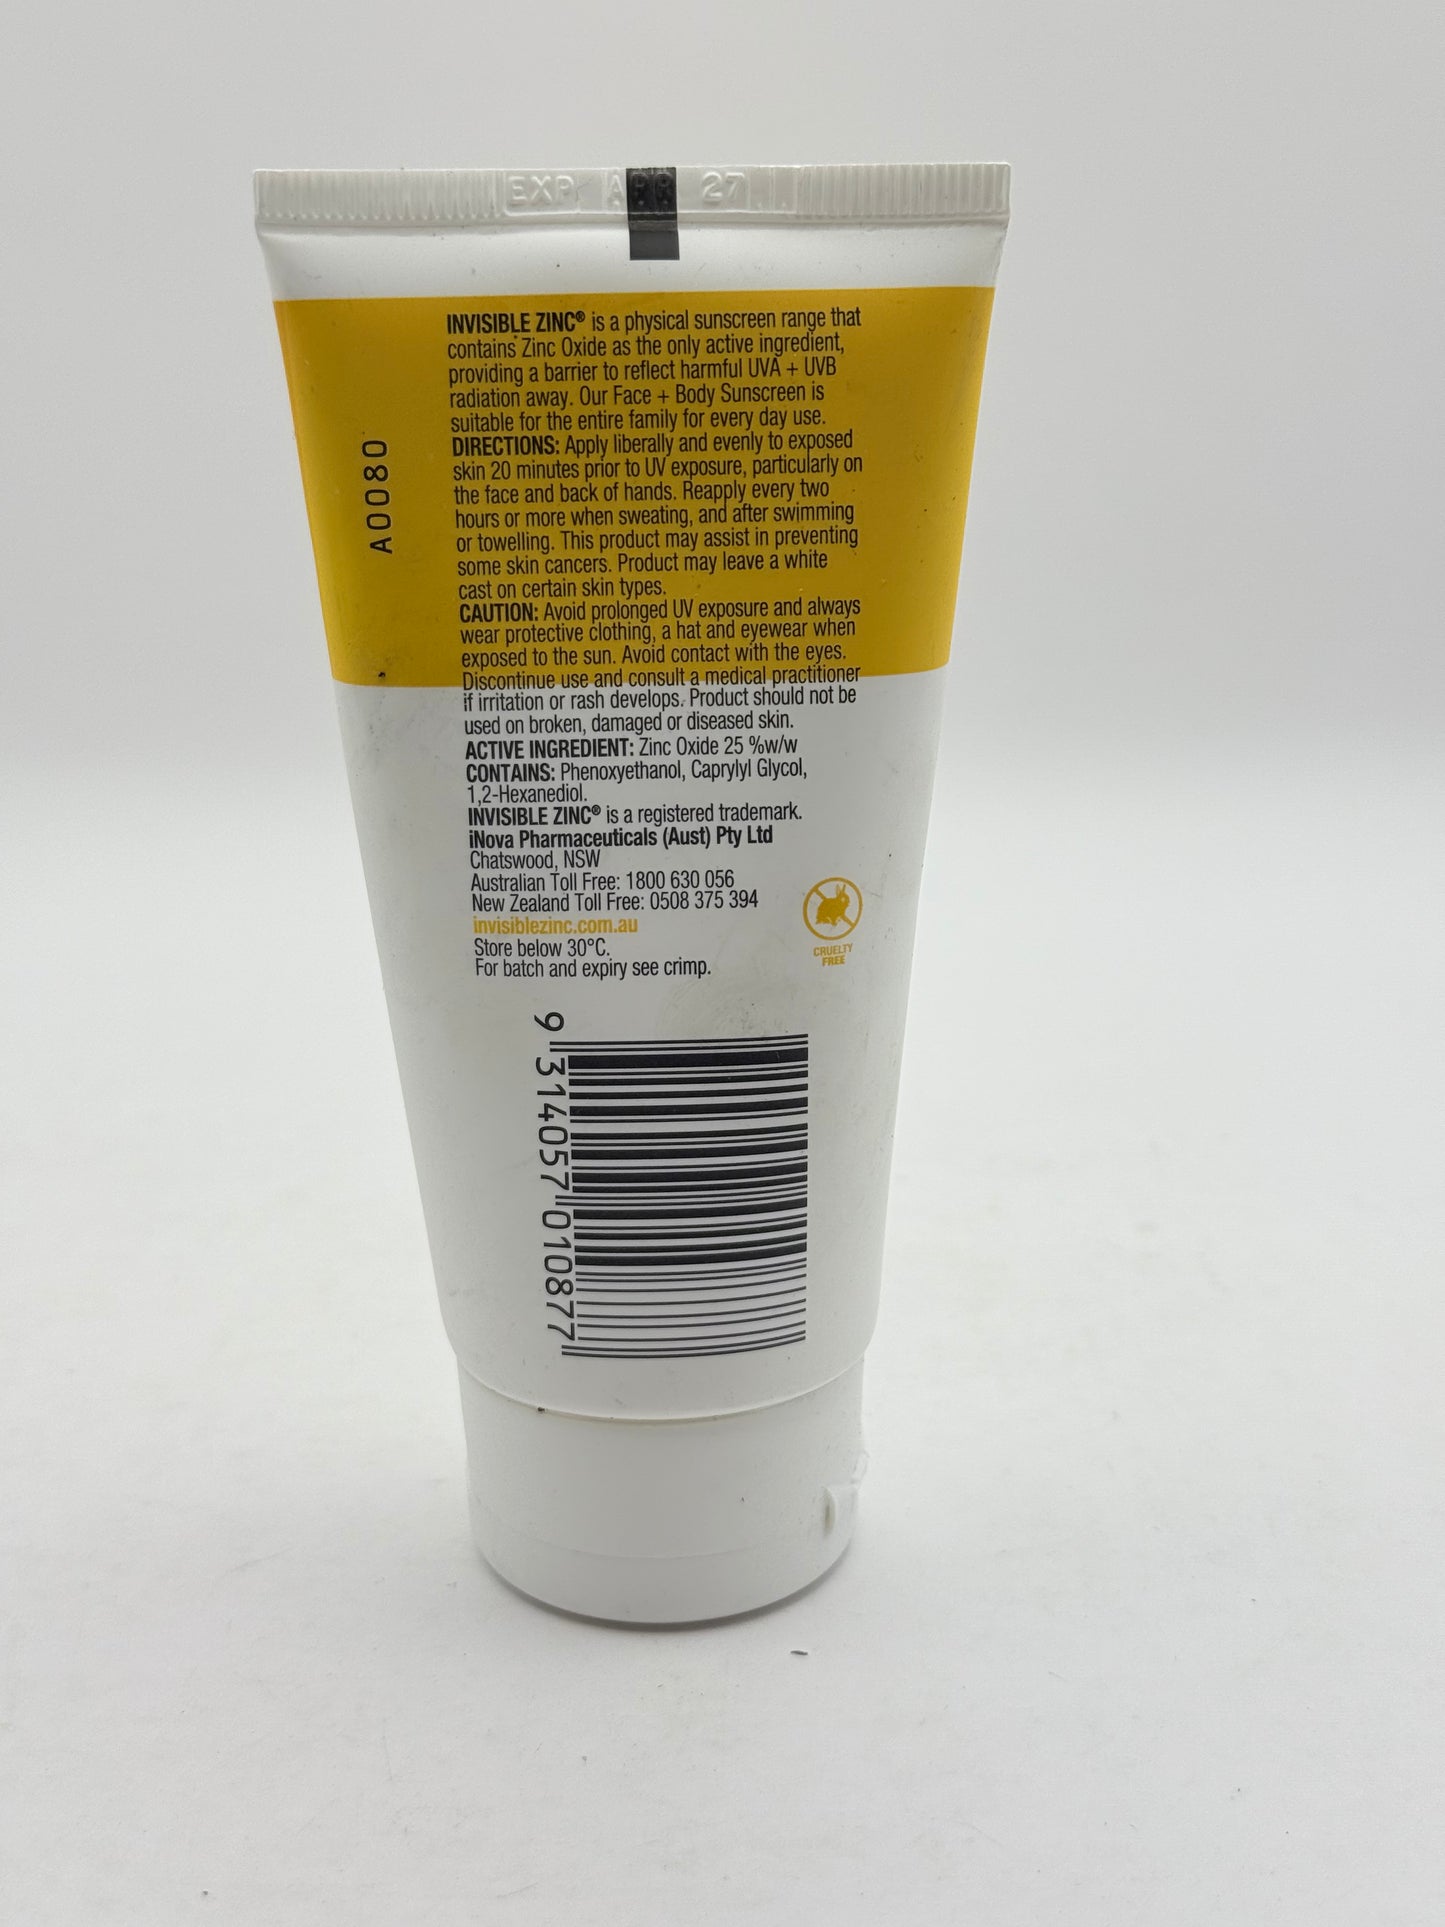 EXP APR 27
INVISIBLE ZINC® is a physical sunscreen range that
contains Zinc Oxide as the only active ingredient,
providing a barrier to reflect harmful UVA + UVB
radiation away. Our Face + Body Sunscreen is
suitable for the entire family for every day use.
DIRECTIONS: Apply liberally and evenly to exposed
skin 20 minutes prior to UV exposure, particularly on
the face and back of hands. Reapply every two
hours or more when sweating, and after swimming
or towelling. This product may assist in preventing
some skin cancers. Product may leave a white
cast on certain skin types.
CAUTION: Avoid prolonged UV exposure and always
wear protective clothing, a hat and eyewear when
exposed to the sun. Avoid contact with the eyes.
Discontinue use and consult a medical practitioner
if irritation or rash develops. Product should not be
used on broken, damaged or diseased skin.
ACTIVE INGREDIENT: Zinc Oxide 25 %w/w
CONTAINS: Phenoxyethanol, Caprylyl Glycol,
1,2-Hexanediol.
INVISIBLE ZINC® is a registered trademark.
iNova Pharmaceuticals (Aust) Pty Ltd
Chatswood, NSW
Australian Toll Free: 1800 630 056
New Zealand Toll Free: 0508 375 394
invisiblezinc.com.au
Store below 30°C.
For batch and expiry see crimp.
A0080
CRUELTY
FREE
9 314057 010877